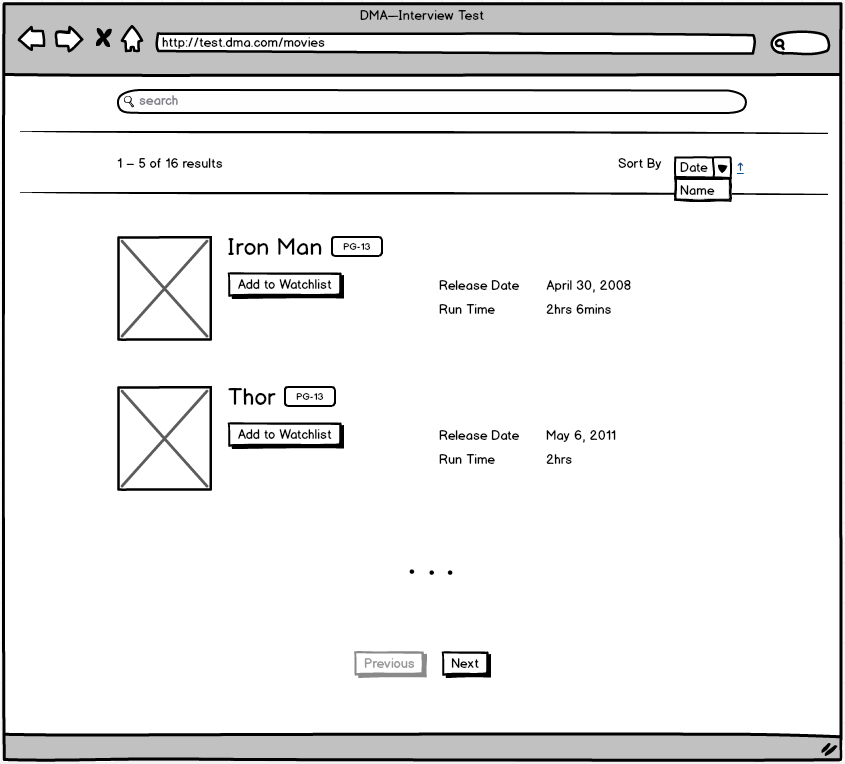 DMA—Interview Test
http://test.dma.com/movies
search
1 – 5 of 16 results
Sort By Date ↑
Name
Iron Man PG-13
Add to Watchlist
Release Date April 30, 2008
Run Time 2hrs 6mins
Thor PG-13
Add to Watchlist
Release Date May 6, 2011
Run Time 2hrs
. . .
Previous Next